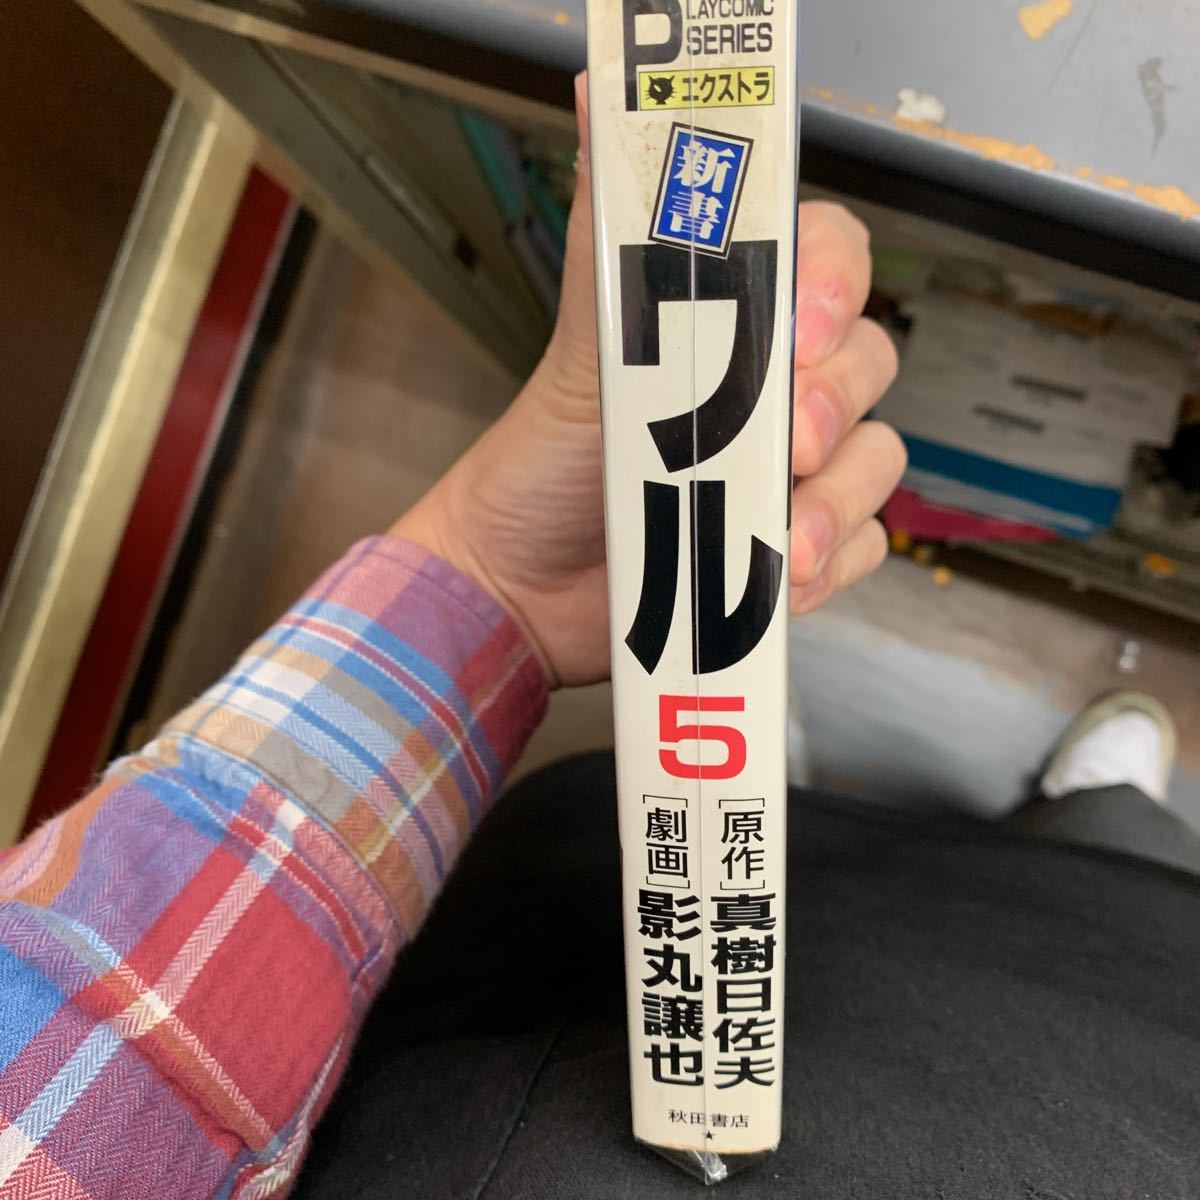 PLAYCOMIC
SERIES
エクストラ
新書
ワル
5
[原作]真樹日佐夫
[劇画]影丸譲也
秋田書店
★